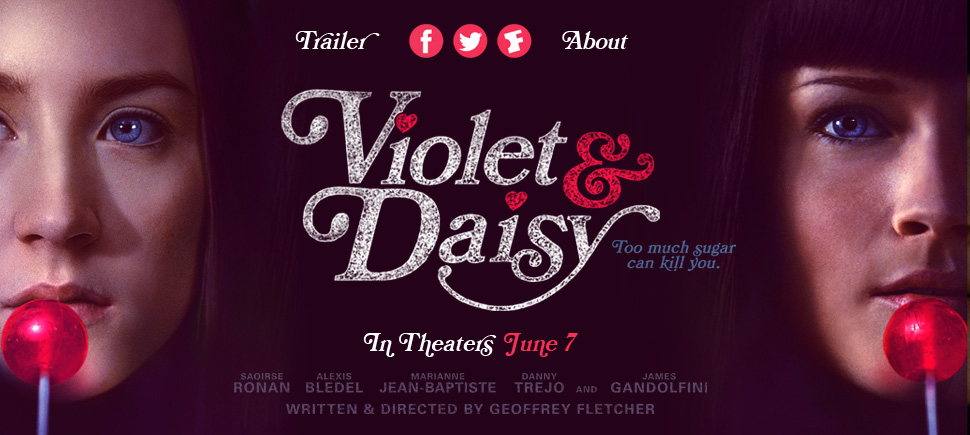 Trailer
About
Violet &
Daisy
Too much sugar
can kill you.
In Theaters June 7
SAOIRSE RONAN ALEXIS BLEDEL MARIANNE JEAN-BAPTISTE DANNY TREJO AND JAMES GANDOLFINI
WRITTEN & DIRECTED BY GEOFFREY FLETCHER